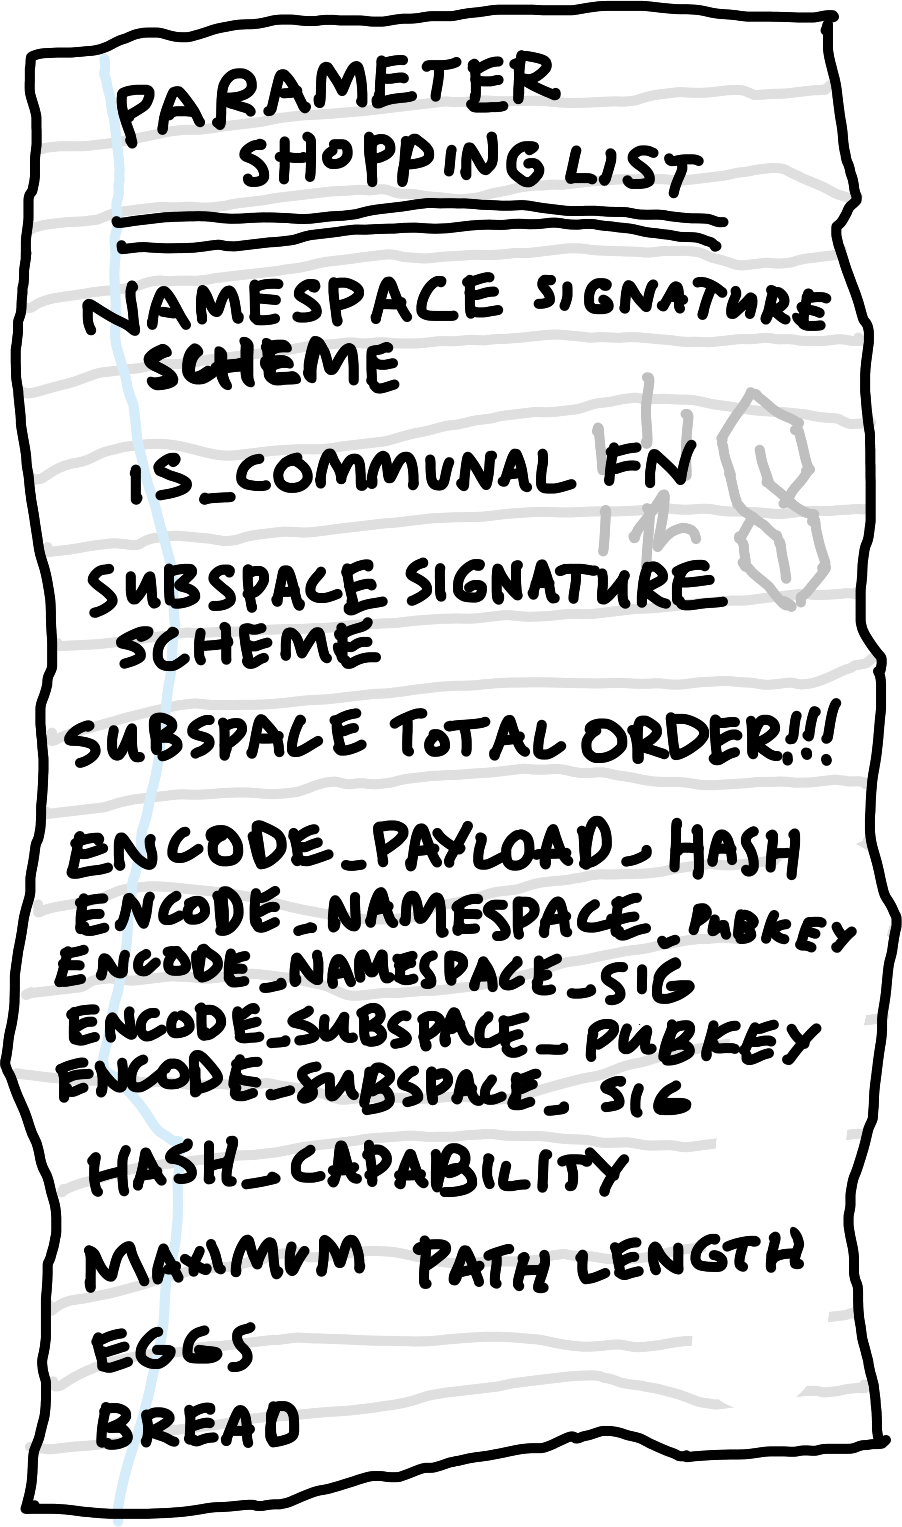 PARAMETER
SHOPPING LIST
NAMESPACE SIGNATURE
SCHEME
IS_COMMUNAL FN
SUBSPACE SIGNATURE
SCHEME
SUBSPACE TOTAL ORDER!!!
ENCODE_PAYLOAD_HASH
ENCODE_NAMESPACE_PUBKEY
ENCODE_NAMESPACE_SIG
ENCODE_SUBSPACE_PUBKEY
ENCODE_SUBSPACE_SIG
HASH_CAPABILITY
MAXIMUM PATH LENGTH
EGGS
BREAD